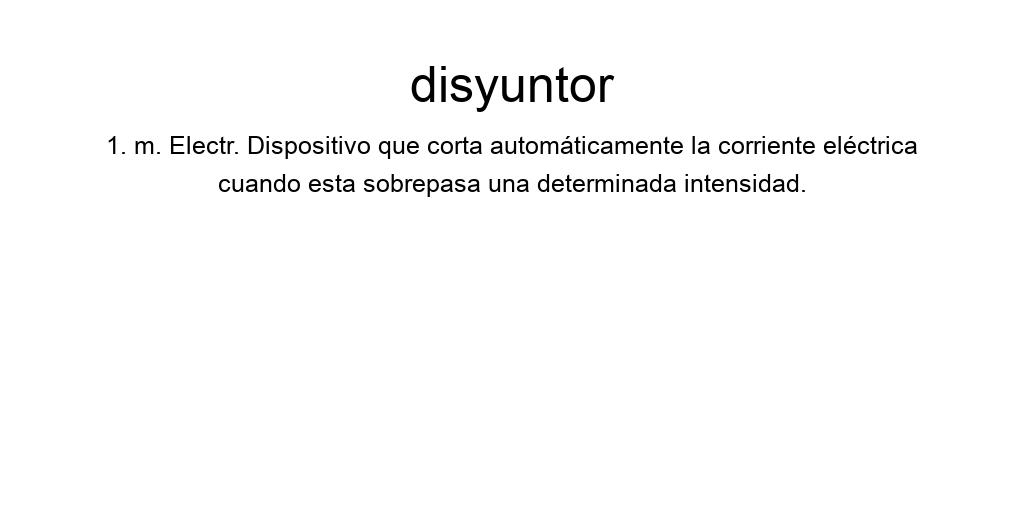 disyuntor
1. m. Electr. Dispositivo que corta automáticamente la corriente eléctrica
cuando esta sobrepasa una determinada intensidad.